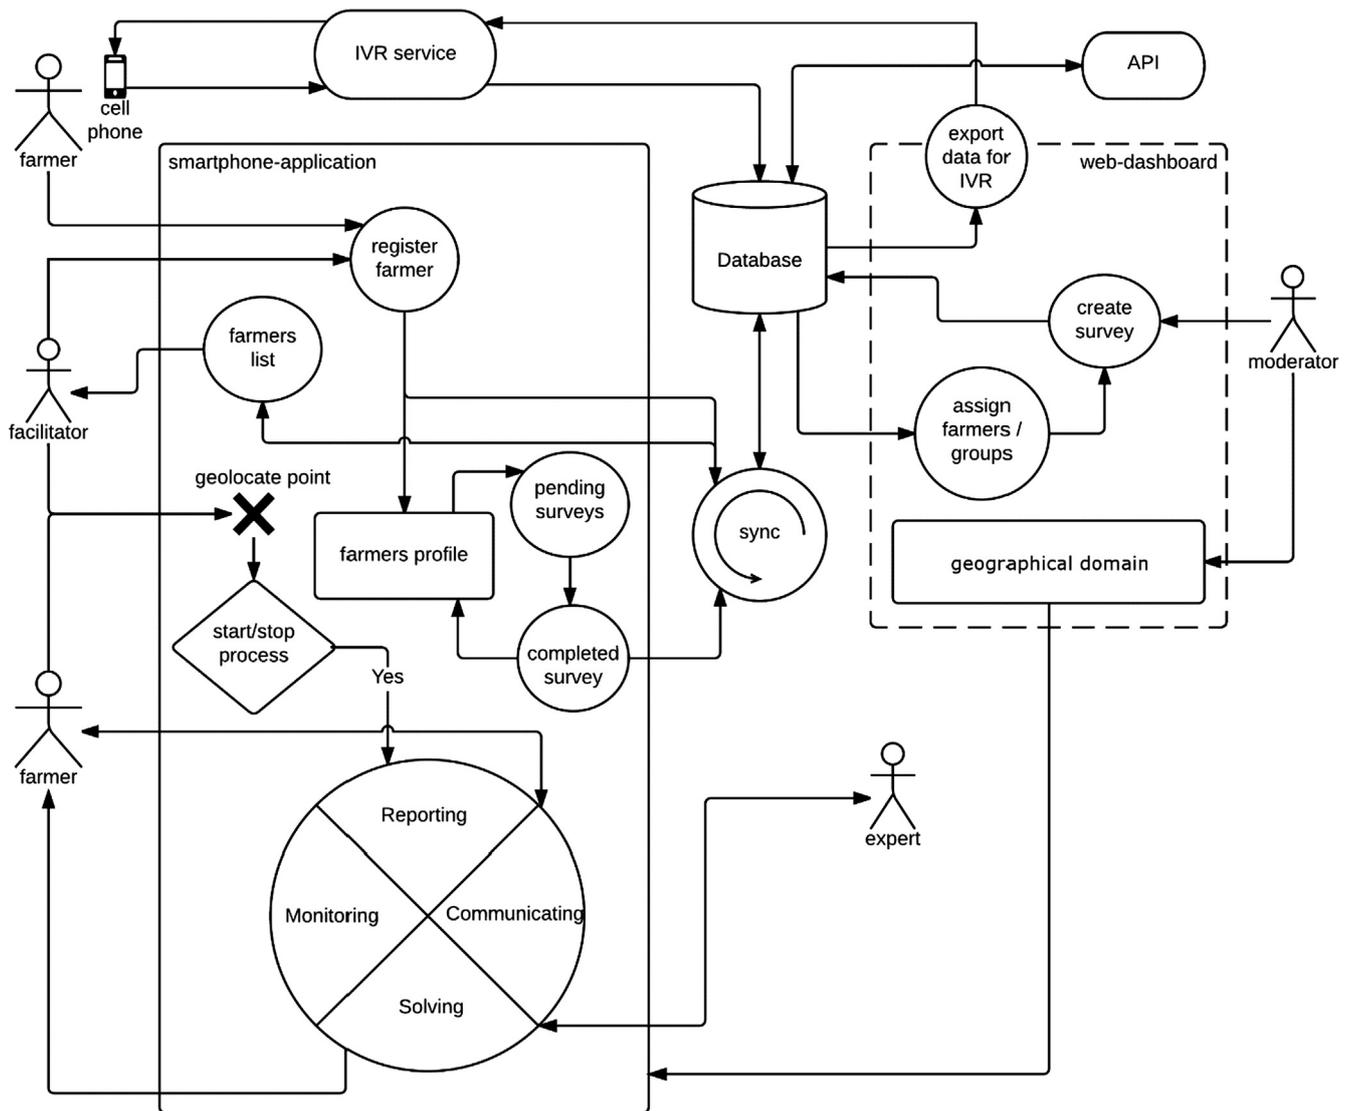 IVR service
API
cell
phone
farmer
export
data for
IVR
smartphone-application
web-dashboard
register
farmer
Database
farmers
list
create
survey
moderator
facilitator
assign
farmers /
groups
geolocate point
pending
surveys
sync
farmers profile
geographical domain
start/stop
process
completed
survey
Yes
farmer
Reporting
expert
Monitoring
Communicating
Solving